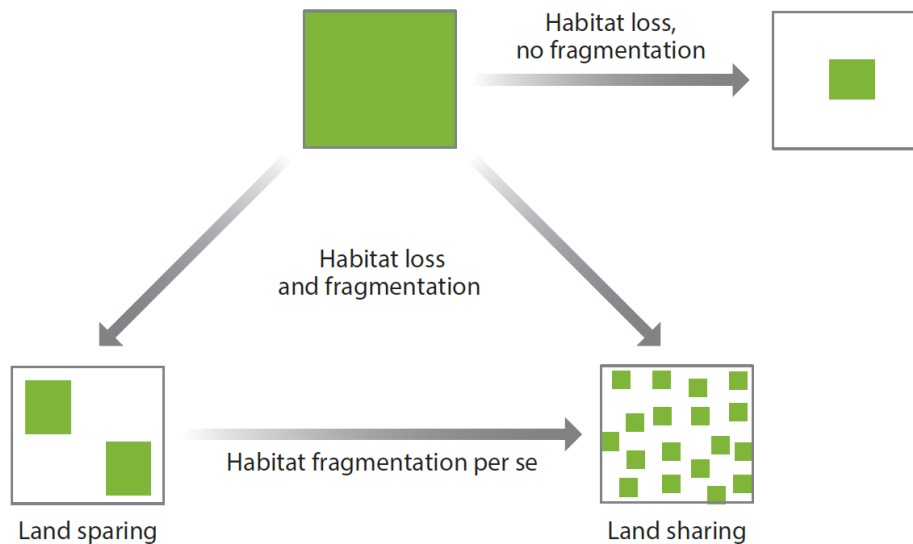 Habitat loss,
no fragmentation
Habitat loss
and fragmentation
Habitat fragmentation per se
Land sparing
Land sharing